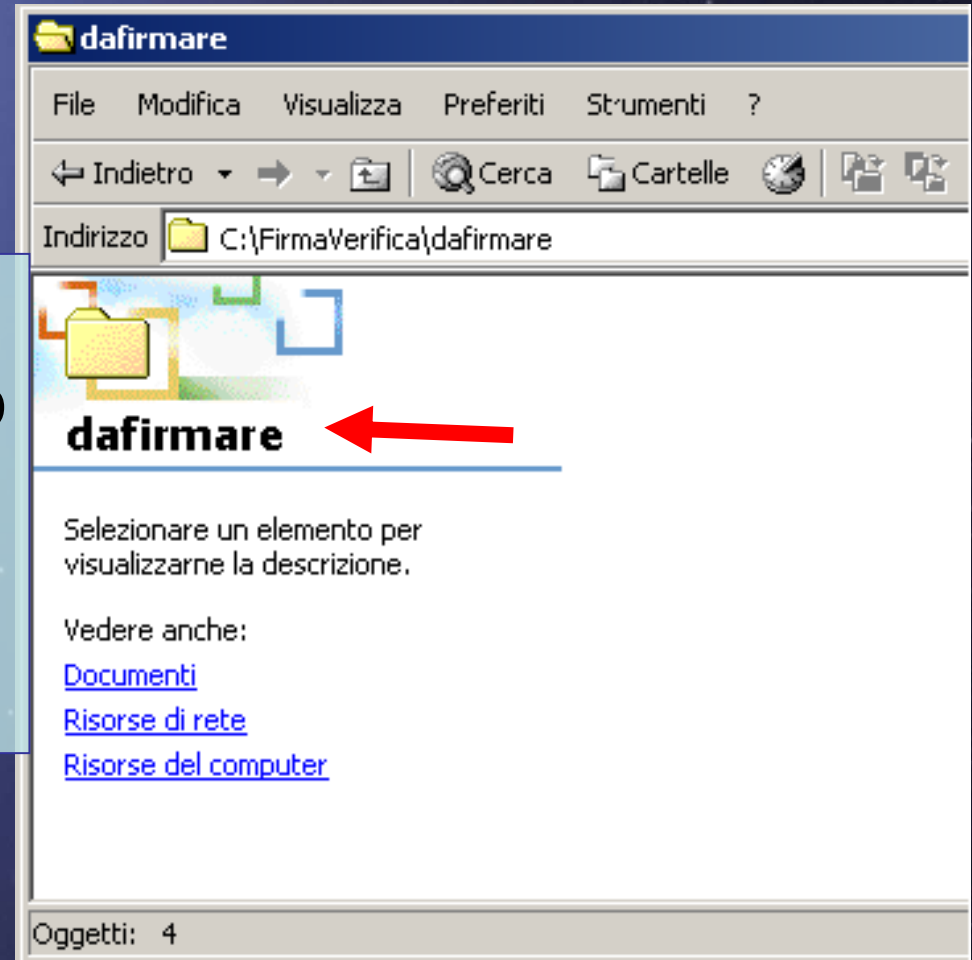 dafirmare
File Modifica Visualizza Preferiti Strumenti ?
Indietro Cerca Cartelle
Indirizzo C:\FirmaVerifica\dafirmare
dafirmare
Selezionare un elemento per
visualizzarne la descrizione.
Vedere anche:
Documenti
Risorse di rete
Risorse del computer
Oggetti: 4